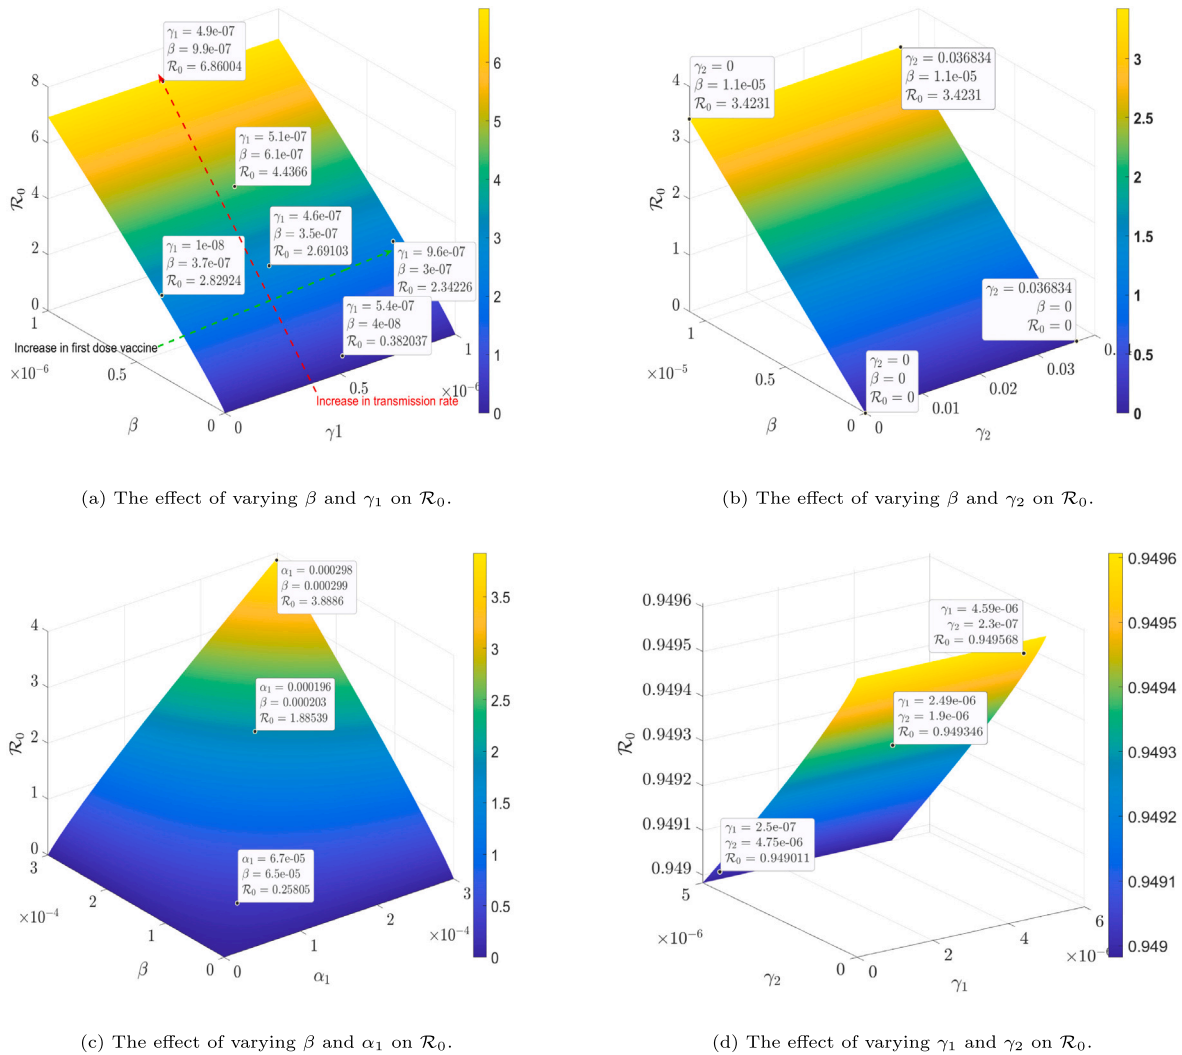 γ₁ = 4.9e-07
β = 9.9e-07
ℛ₀ = 6.86004
γ₁ = 5.1e-07
β = 6.1e-07
ℛ₀ = 4.4366
γ₁ = 4.6e-07
β = 3.5e-07
ℛ₀ = 2.69103
γ₁ = 1e-08
β = 3.7e-07
ℛ₀ = 2.82924
γ₁ = 9.6e-07
β = 3e-07
ℛ₀ = 2.34226
γ₁ = 5.4e-07
β = 4e-08
ℛ₀ = 0.382037
Increase in first dose vaccine
Increase in transmission rate
8
6
4
2
0
ℛ₀
1
0.5
0
×10⁻⁶
β
0
0.5
1
γ1
6
5
4
3
2
1
0
(a) The effect of varying β and γ₁ on ℛ₀.
γ₂ = 0
β = 1.1e-05
ℛ₀ = 3.4231
γ₂ = 0.036834
β = 1.1e-05
ℛ₀ = 3.4231
γ₂ = 0.036834
β = 0
ℛ₀ = 0
γ₂ = 0
β = 0
ℛ₀ = 0
4
3
2
1
0
ℛ₀
1
0.5
0
×10⁻⁵
β
0
0.01
0.02
0.03
γ₂
3
2.5
2
1.5
1
0.5
0
(b) The effect of varying β and γ₂ on ℛ₀.
α₁ = 0.000298
β = 0.000299
ℛ₀ = 3.8886
α₁ = 0.000196
β = 0.000203
ℛ₀ = 1.88539
α₁ = 6.7e-05
β = 6.5e-05
ℛ₀ = 0.25805
4
3
2
1
0
ℛ₀
3
2
1
0
×10⁻⁴
β
0
1
2
3
×10⁻⁴
α₁
3.5
3
2.5
2
1.5
1
0.5
0
(c) The effect of varying β and α₁ on ℛ₀.
γ₁ = 4.59e-06
γ₂ = 2.3e-07
ℛ₀ = 0.949568
γ₁ = 2.49e-06
γ₂ = 1.9e-06
ℛ₀ = 0.949346
γ₁ = 2.5e-07
γ₂ = 4.75e-06
ℛ₀ = 0.949011
0.9496
0.9495
0.9494
0.9493
0.9492
0.9491
0.949
ℛ₀
5
0
×10⁻⁶
γ₂
0
2
4
6
γ₁
0.9496
0.9495
0.9494
0.9493
0.9492
0.9491
0.949
(d) The effect of varying γ₁ and γ₂ on ℛ₀.